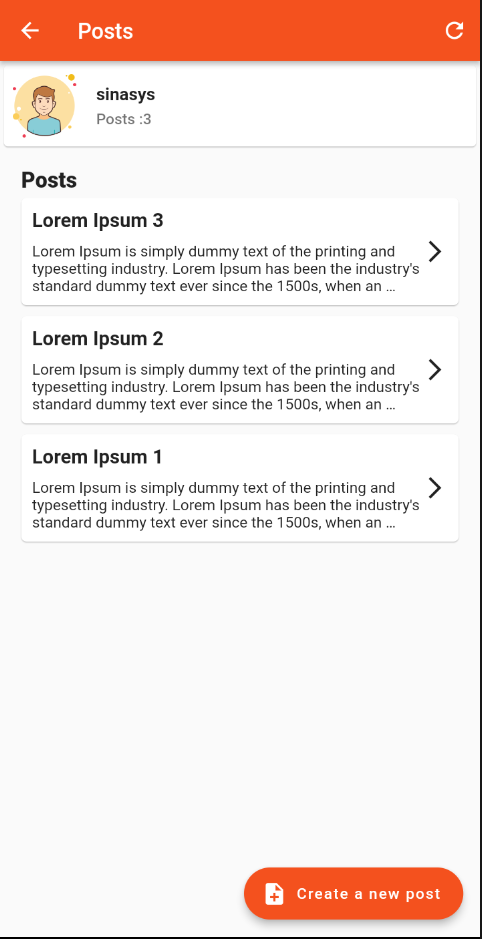 Posts
sinasys
Posts :3
Posts
Lorem Ipsum 3
Lorem Ipsum is simply dummy text of the printing and
typesetting industry. Lorem Ipsum has been the industry's
standard dummy text ever since the 1500s, when an ...
Lorem Ipsum 2
Lorem Ipsum is simply dummy text of the printing and
typesetting industry. Lorem Ipsum has been the industry's
standard dummy text ever since the 1500s, when an ...
Lorem Ipsum 1
Lorem Ipsum is simply dummy text of the printing and
typesetting industry. Lorem Ipsum has been the industry's
standard dummy text ever since the 1500s, when an ...
Create a new post